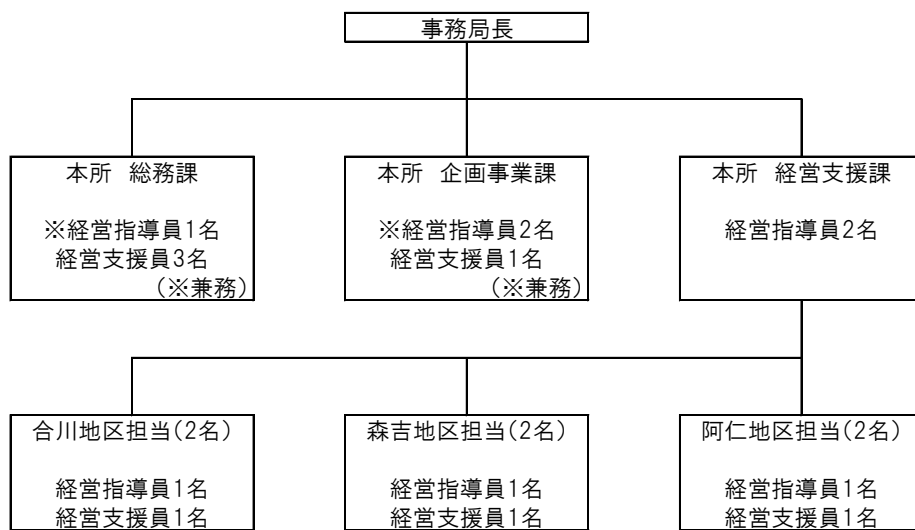 事務局長
本所　総務課
※経営指導員1名
経営支援員3名
(※兼務)
本所　企画事業課
※経営指導員2名
経営支援員1名
(※兼務)
本所　経営支援課
経営指導員2名
合川地区担当(2名)
経営指導員1名
経営支援員1名
森吉地区担当(2名)
経営指導員1名
経営支援員1名
阿仁地区担当(2名)
経営指導員1名
経営支援員1名